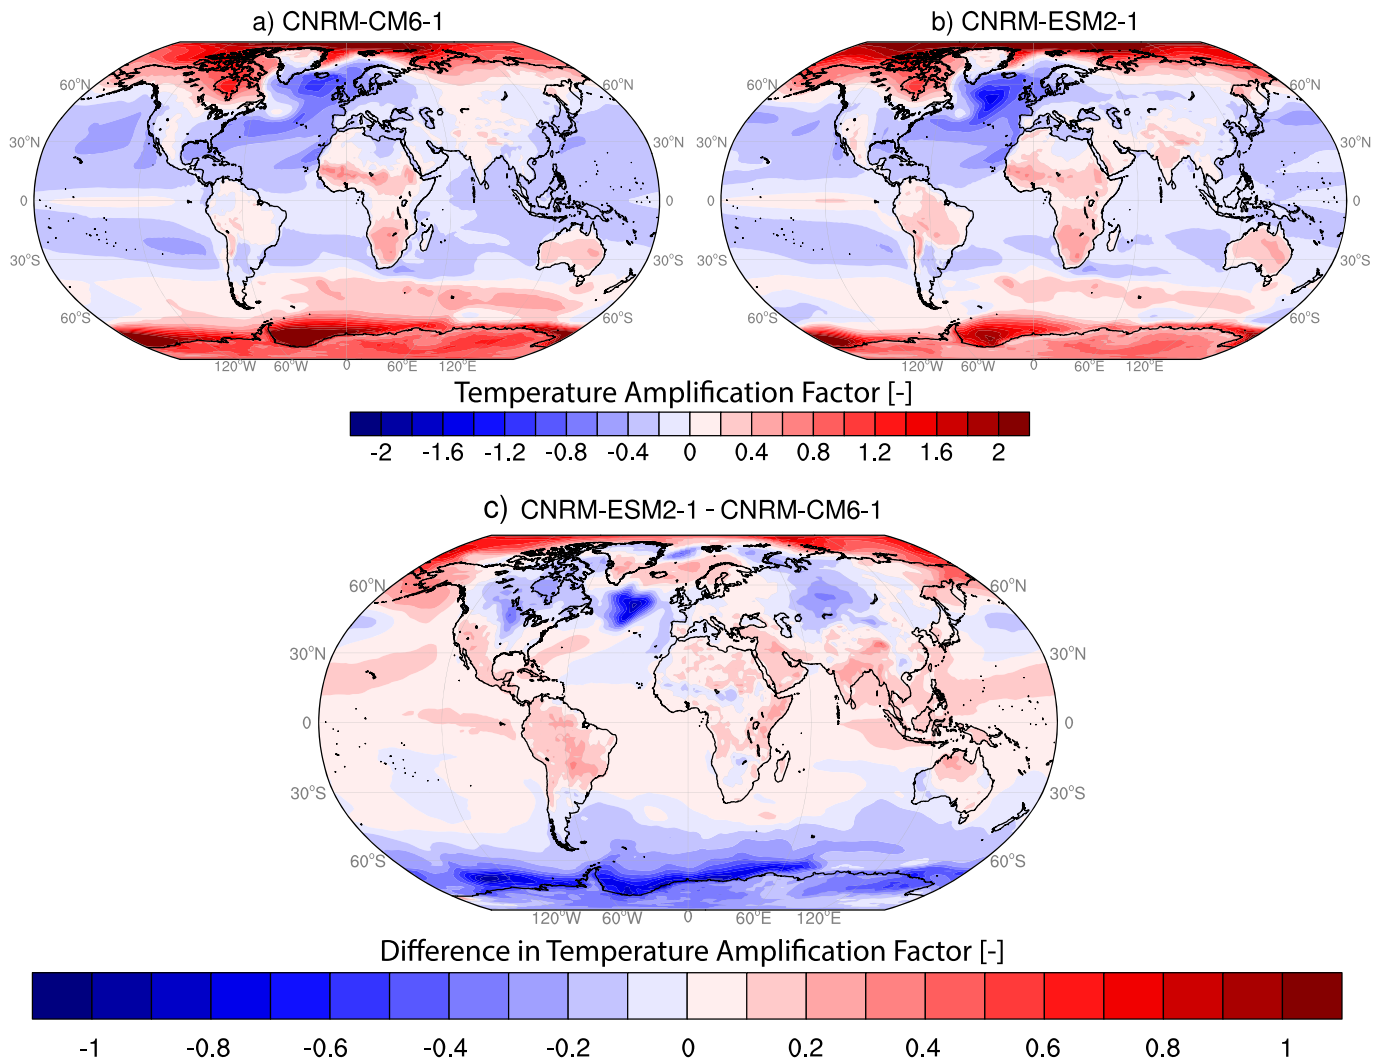 a) CNRM-CM6-1
b) CNRM-ESM2-1
60°N
60°N
60°N
60°N
30°N
30°N
30°N
30°N
0
0
0
0
30°S
30°S
30°S
30°S
60°S
60°S
60°S
60°S
120°W 60°W 0 60°E 120°E
120°W 60°W 0 60°E 120°E
Temperature Amplification Factor [-]
-2 -1.6 -1.2 -0.8 -0.4 0 0.4 0.8 1.2 1.6 2
c) CNRM-ESM2-1 - CNRM-CM6-1
60°N
60°N
30°N
30°N
0
0
30°S
30°S
60°S
60°S
120°W 60°W 0 60°E 120°E
Difference in Temperature Amplification Factor [-]
-1 -0.8 -0.6 -0.4 -0.2 0 0.2 0.4 0.6 0.8 1